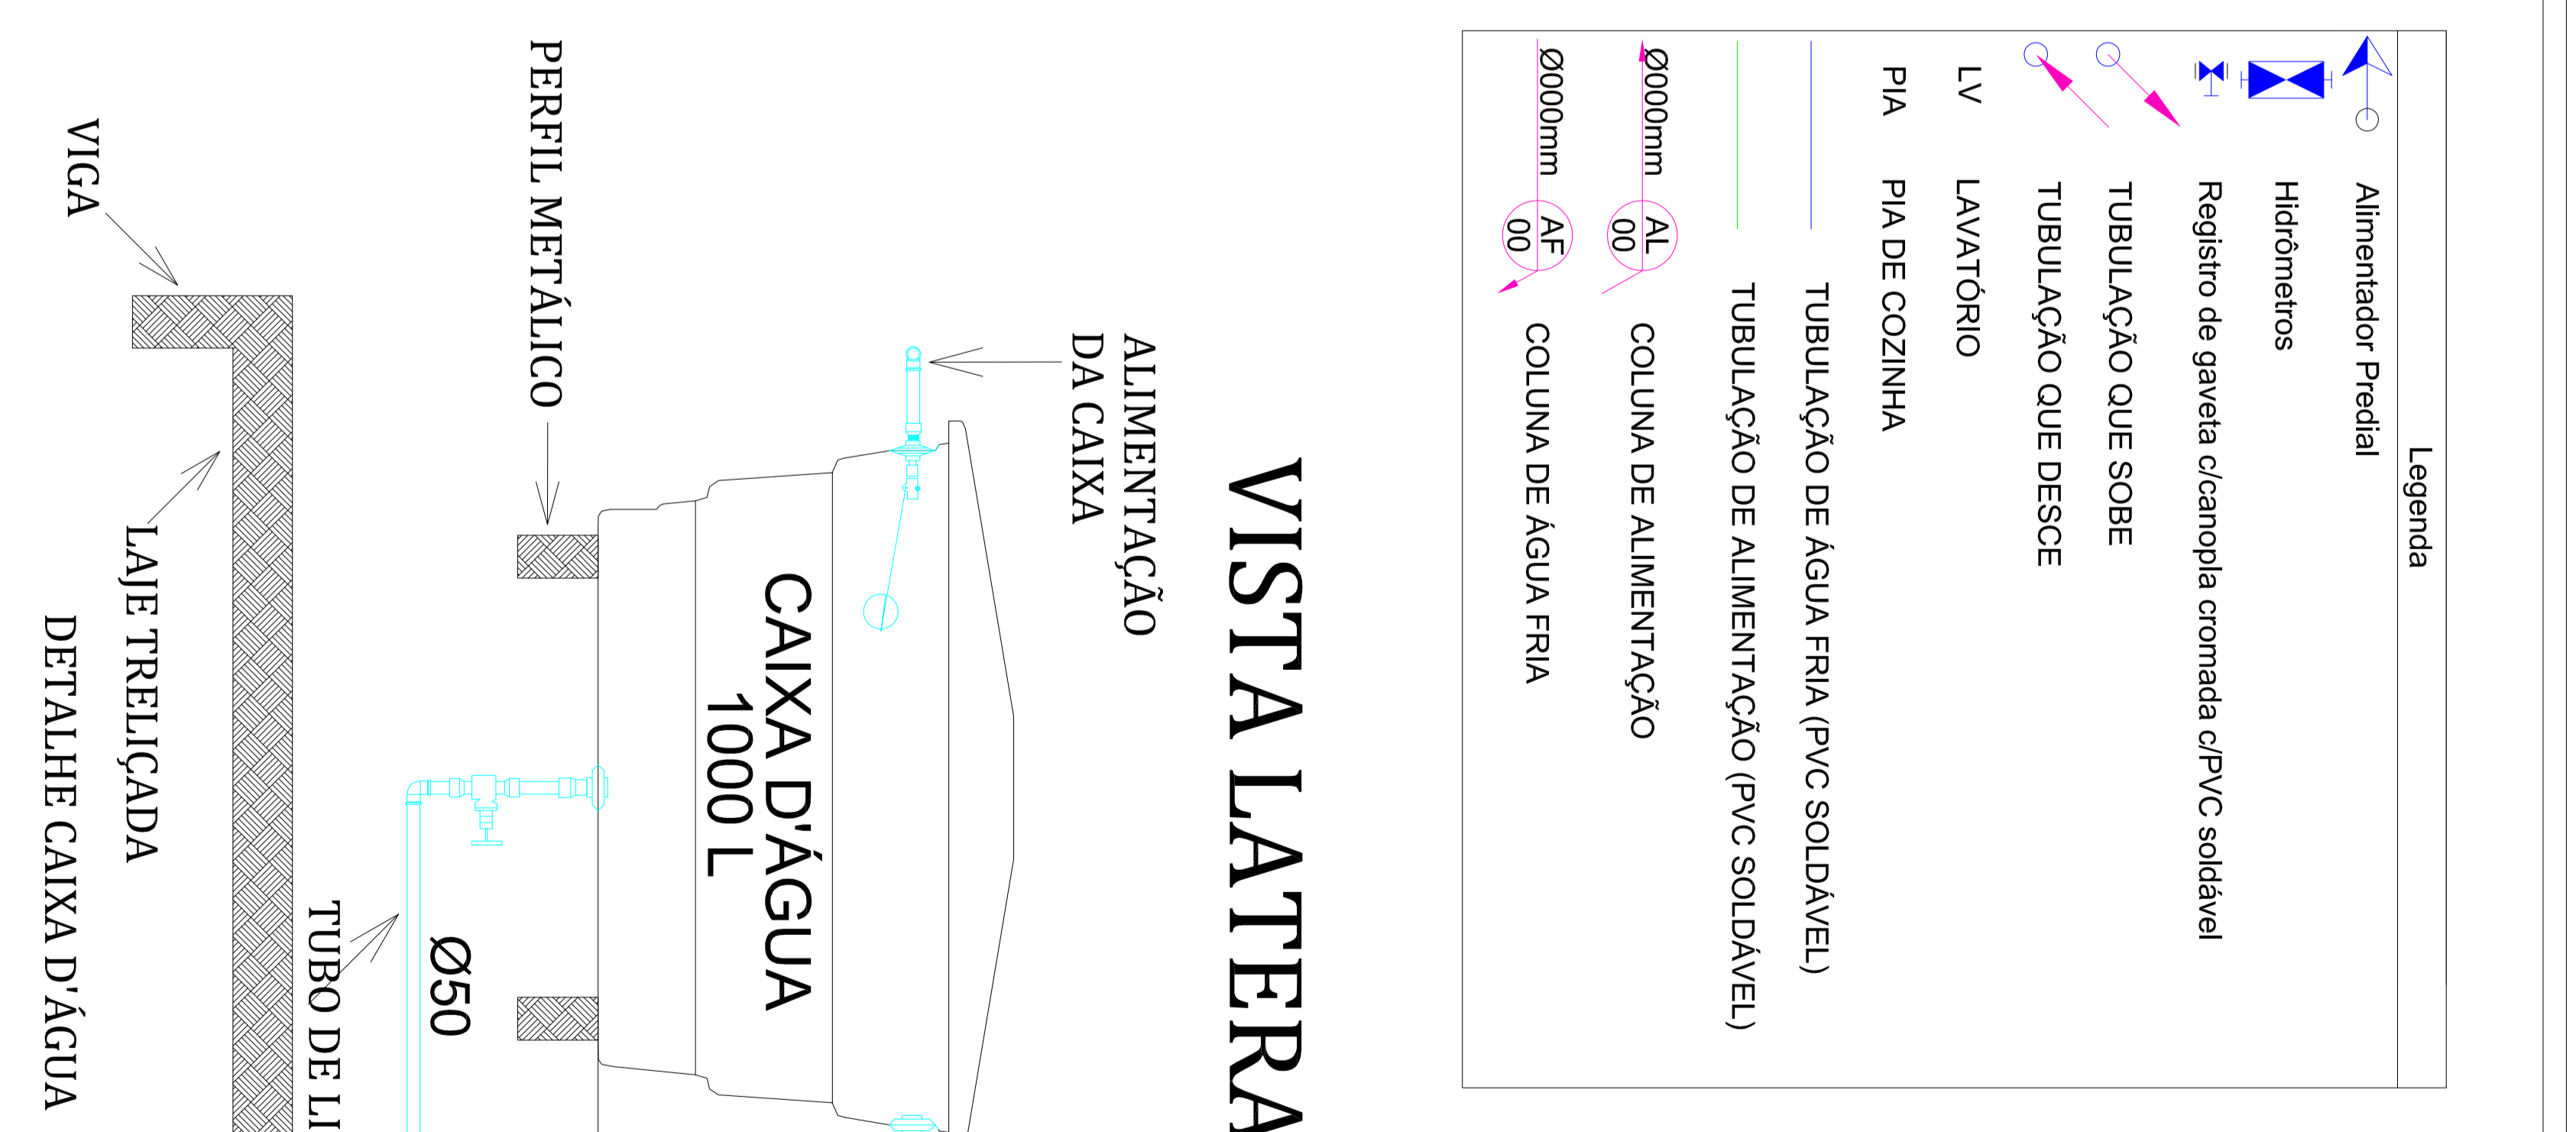 Legenda
Alimentador Predial
Hidrômetros
Registro de gaveta c/canopla cromada c/PVC soldável
TUBULAÇÃO QUE SOBE
TUBULAÇÃO QUE DESCE
LV LAVATÓRIO
PIA PIA DE COZINHA
TUBULAÇÃO DE ÁGUA FRIA (PVC SOLDÁVEL)
TUBULAÇÃO DE ALIMENTAÇÃO (PVC SOLDÁVEL)
Ø000mm AL 00 COLUNA DE ALIMENTAÇÃO
Ø000mm AF 00 COLUNA DE ÁGUA FRIA
VISTA LATERA
ALIMENTAÇÃO
DA CAIXA
CAIXA D'ÁGUA
1000 L
PERFIL METÁLICO
Ø50
TUBO DE LI
LAJE TRELIÇADA
VIGA
DETALHE CAIXA D'ÁGUA